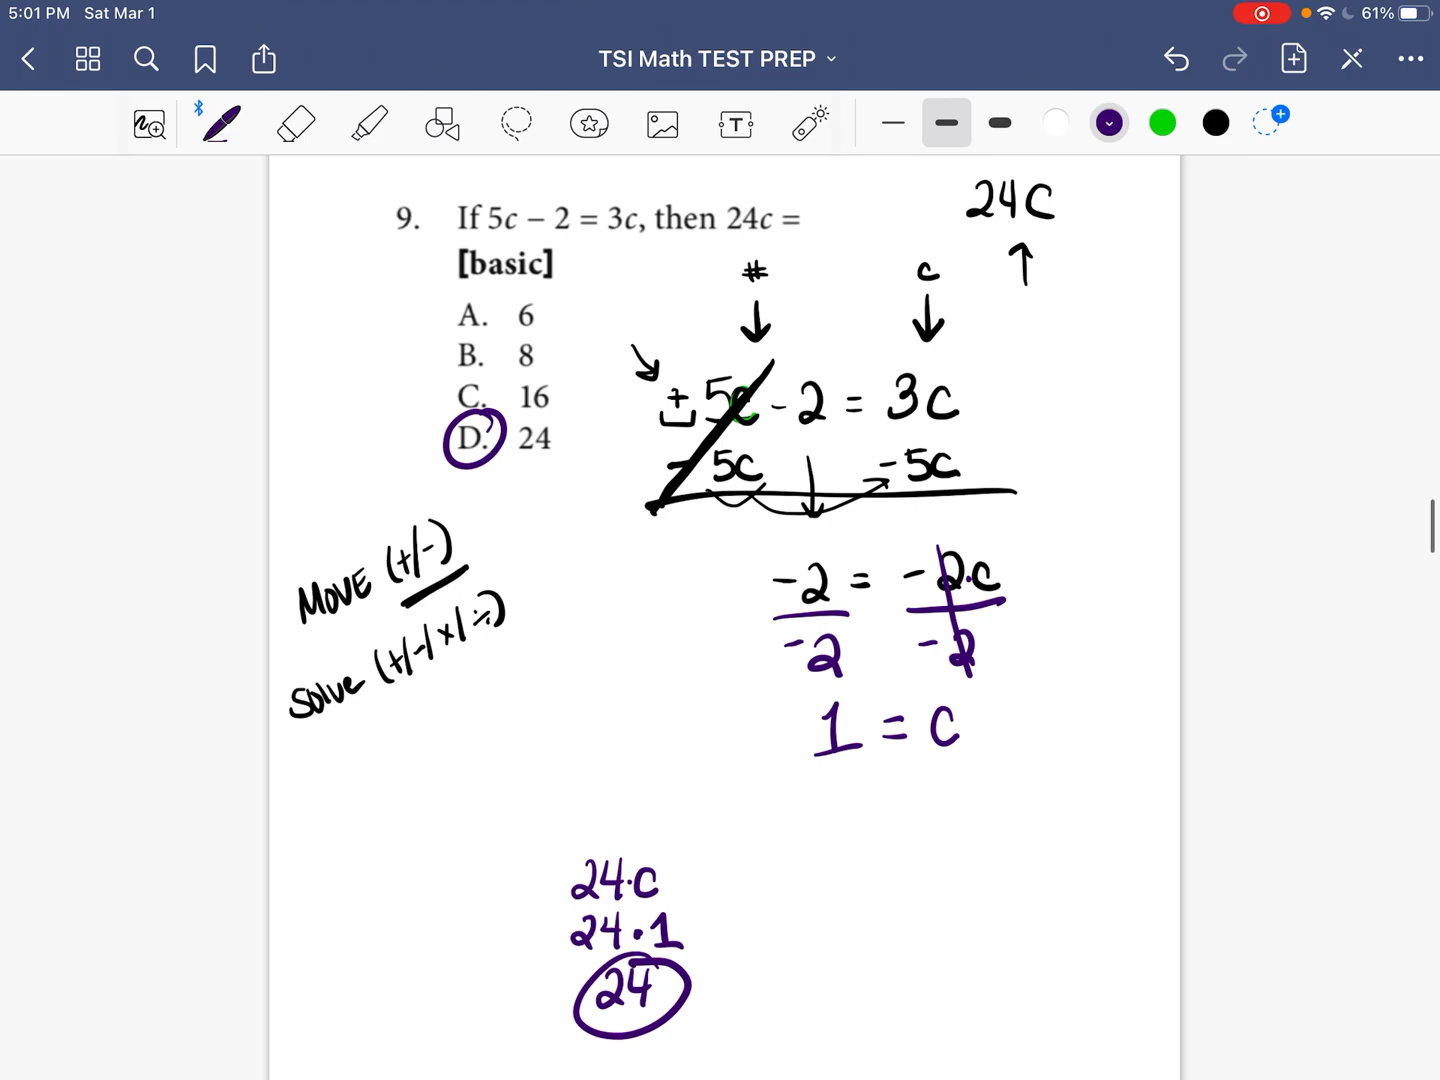 5:01 PM Sat Mar 1
61%
TSI Math TEST PREP
T
24C
9. If 5c − 2 = 3c, then 24c =
[basic]
# c
A. 6
B. 8
C. 16
D. 24
+ 5c - 2 = 3c
- 5c - 5c
MOVE (+/-)
Solve (+/-/×/÷)
-2 = -2·c
-2 -2
1 = c
24·c
24·1
24